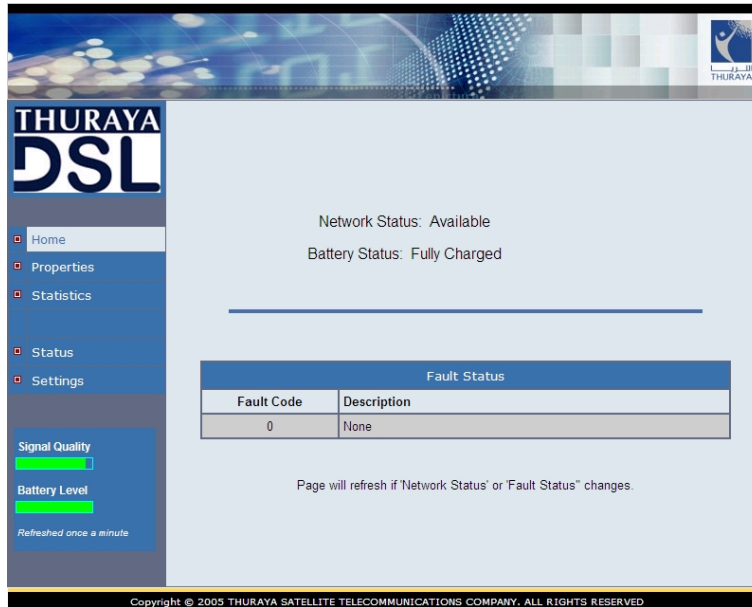 الثريا
THURAYA
THURAYA
DSL
Network Status: Available
Battery Status: Fully Charged
Home
Properties
Statistics
Status
Settings
Fault Status
Fault Code Description
0 None
Signal Quality
Battery Level
Refreshed once a minute
Page will refresh if 'Network Status' or 'Fault Status" changes.
Copyright © 2005 THURAYA SATELLITE TELECOMMUNICATIONS COMPANY. ALL RIGHTS RESERVED